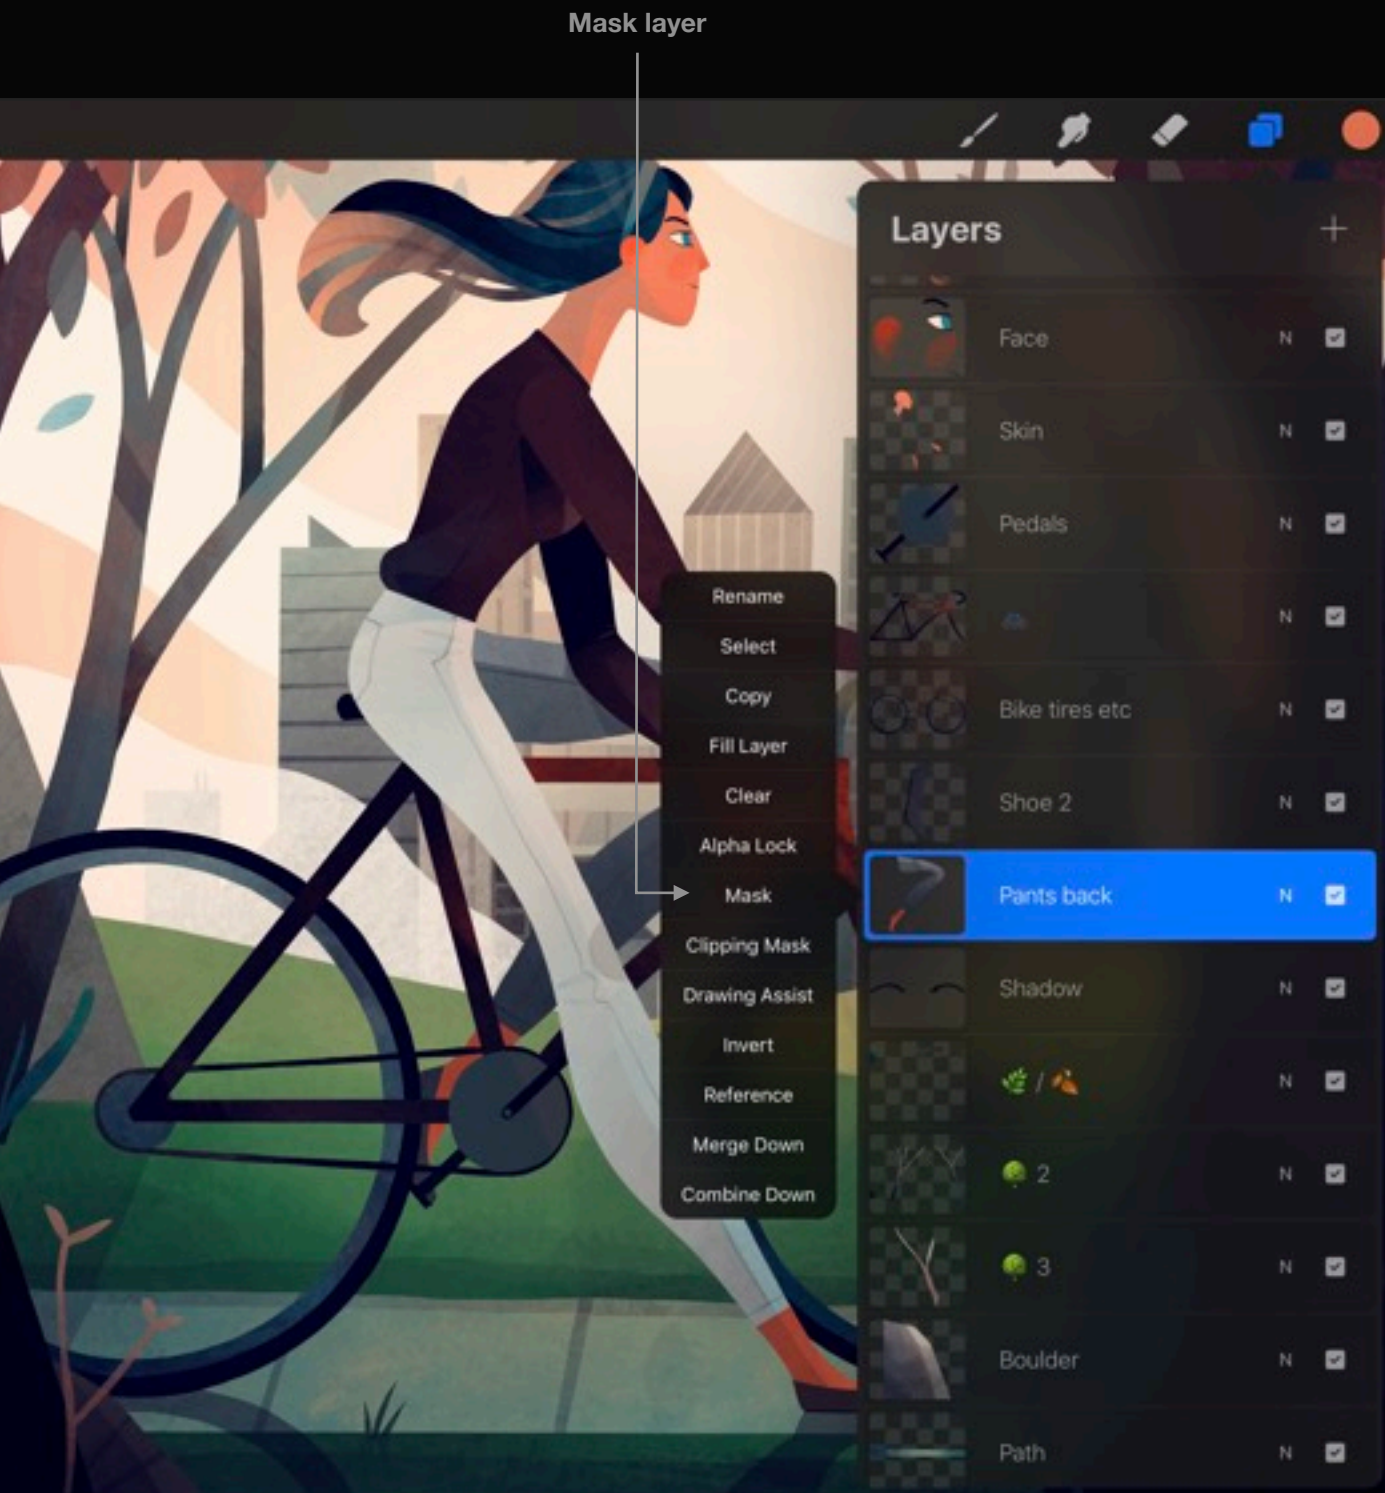 Mask layer
Layers
Face N
Skin N
Pedals N
N
Bike tires etc N
Shoe 2 N
Pants back N
Shadow N
🌿 / 🍂 N
🌳 2 N
🌳 3 N
Boulder N
Path N
Rename
Select
Copy
Fill Layer
Clear
Alpha Lock
Mask
Clipping Mask
Drawing Assist
Invert
Reference
Merge Down
Combine Down